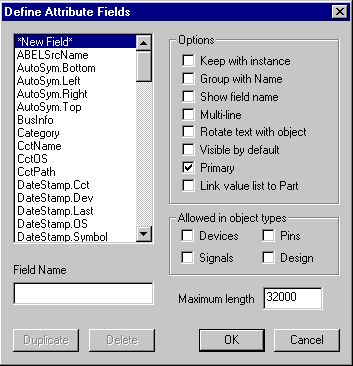 Define Attribute Fields
*New Field*
ABELSrcName
AutoSym.Bottom
AutoSym.Left
AutoSym.Right
AutoSym.Top
BusInfo
Category
CctName
CctOS
CctPath
DateStamp.Cct
DateStamp.Dev
DateStamp.Last
DateStamp.OS
DateStamp.Symbol
Field Name
Options
Keep with instance
Group with Name
Show field name
Multi-line
Rotate text with object
Visible by default
Primary
Link value list to Part
Allowed in object types
Devices
Pins
Signals
Design
Maximum length 32000
Duplicate
Delete
OK
Cancel